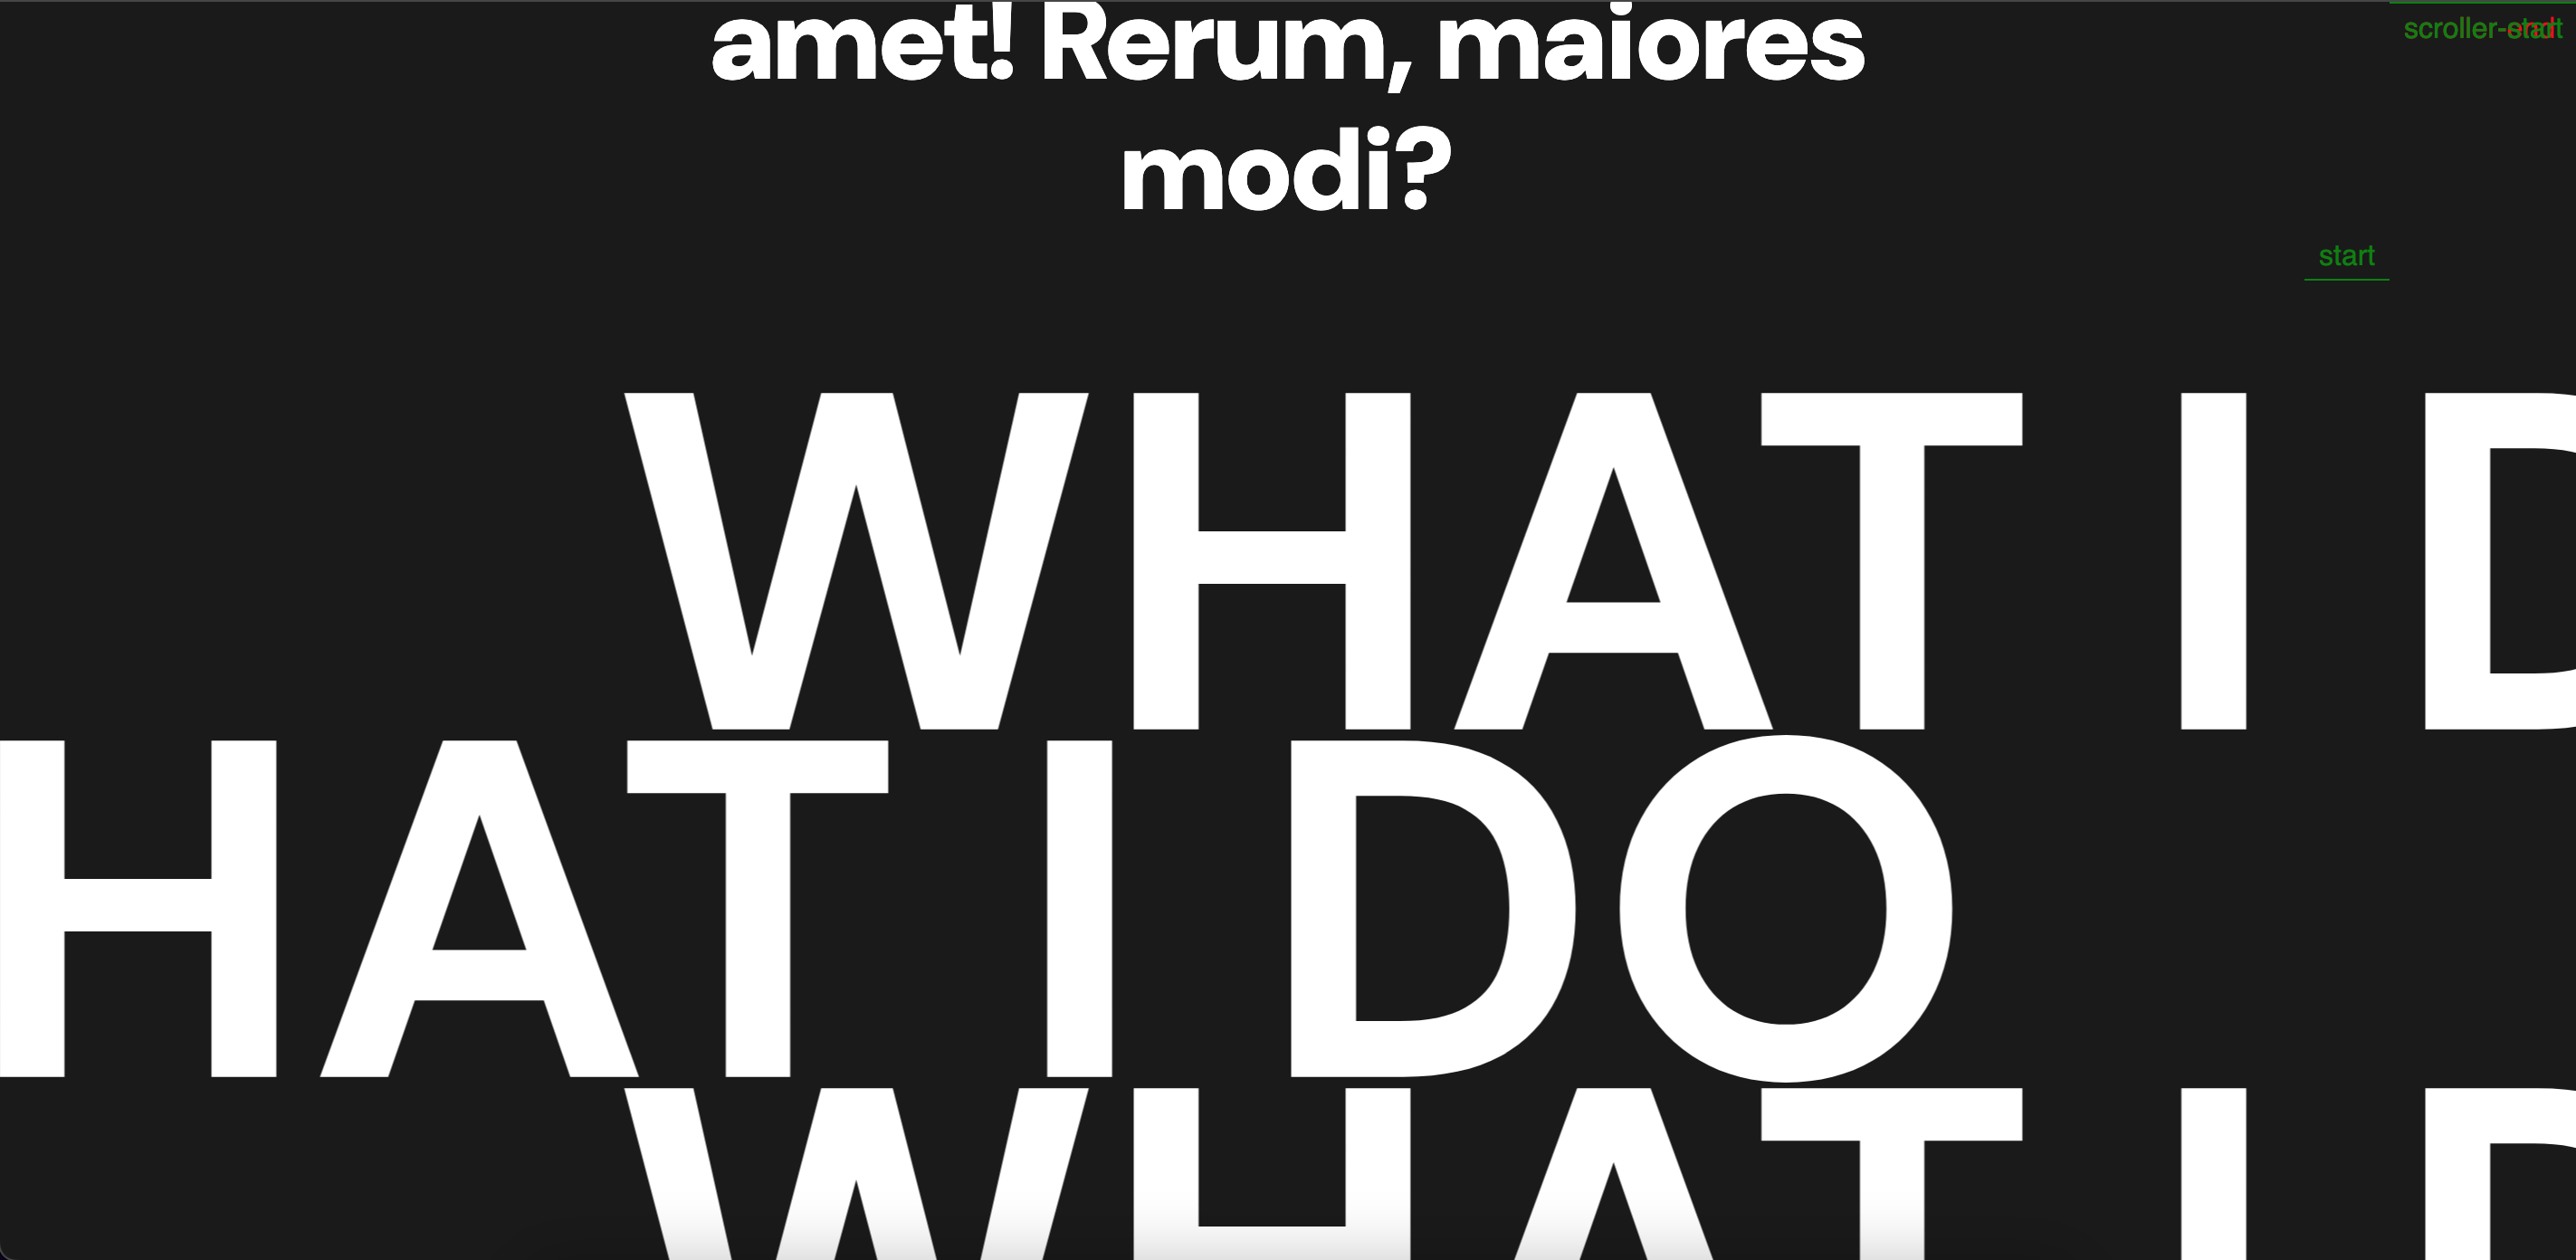 amet! Rerum, maiores
scroller-start
modi?
start
WHAT I D
HAT I DO
WHAT I D